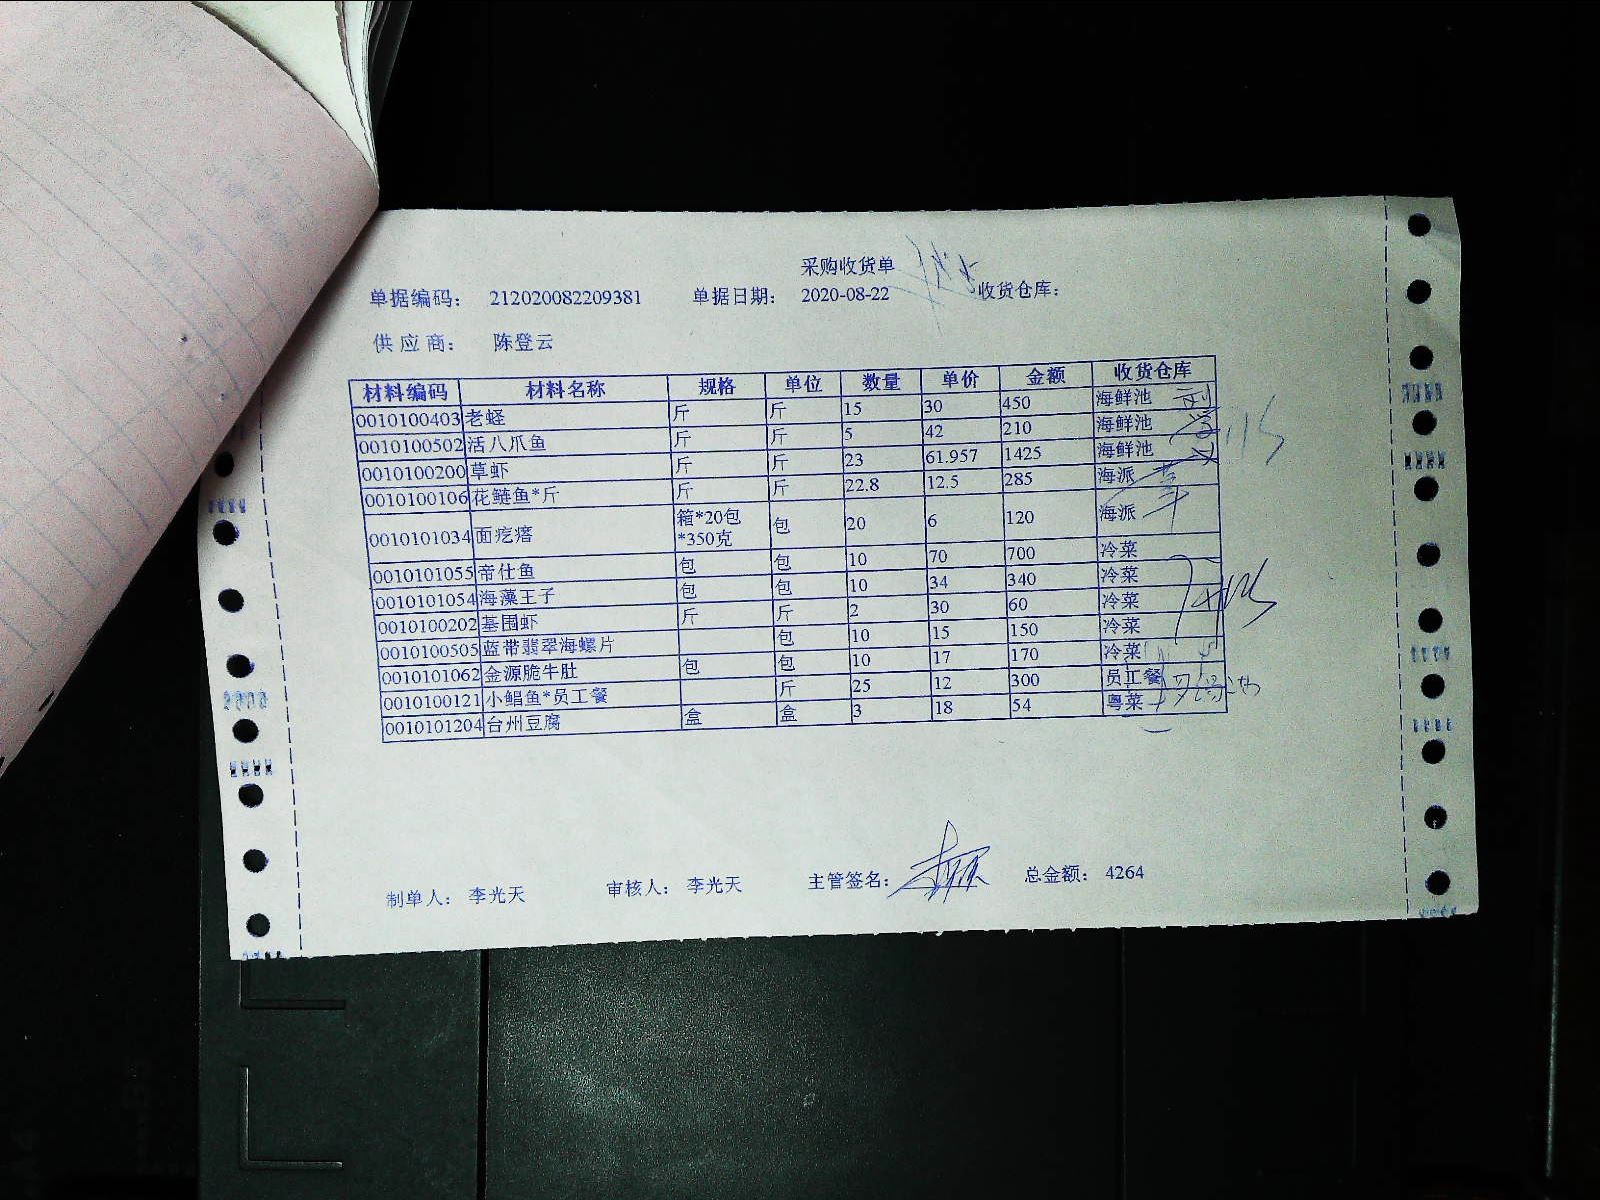 采购收货单
单据编码： 212020082209381 单据日期： 2020-08-22 收货仓库：
供应商： 陈登云
材料编码 材料名称 规格 单位 数量 单价 金额 收货仓库
0010100403 老蛏 斤 斤 15 30 450 海鲜池
0010100502 活八爪鱼 斤 斤 5 42 210 海鲜池
0010100200 草虾 斤 斤 23 61.957 1425 海鲜池
0010100106 花鲢鱼*斤 斤 斤 22.8 12.5 285 海派
0010101034 面疙瘩 箱*20包*350克 包 20 6 120 海派
0010101055 帝仕鱼 包 包 10 70 700 冷菜
0010101054 海藻王子 包 包 10 34 340 冷菜
0010100202 基围虾 斤 斤 2 30 60 冷菜
0010100505 蓝带翡翠海螺片 包 10 15 150 冷菜
0010101062 金源脆牛肚 包 包 10 17 170 冷菜
0010100121 小鲳鱼*员工餐 斤 25 12 300 员工餐
0010101204 台州豆腐 盒 盒 3 18 54 粤菜
制单人： 李光天 审核人： 李光天 主管签名： 总金额： 4264